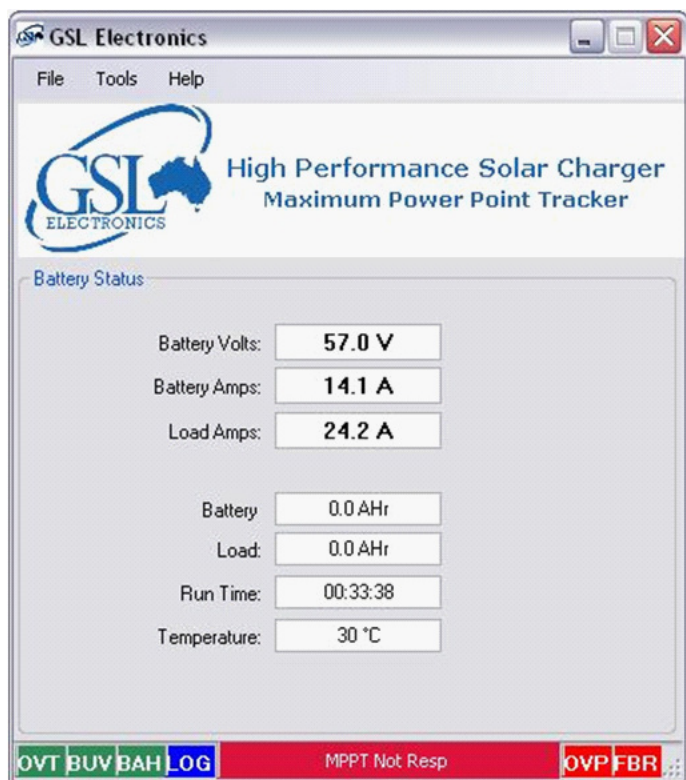 GSL Electronics
File Tools Help
GSL
ELECTRONICS
High Performance Solar Charger
Maximum Power Point Tracker
Battery Status
Battery Volts: 57.0 V
Battery Amps: 14.1 A
Load Amps: 24.2 A
Battery 0.0 AHr
Load: 0.0 AHr
Run Time: 00:33:38
Temperature: 30 °C
OVT BUV BAH LOG MPPT Not Resp OVP FBR